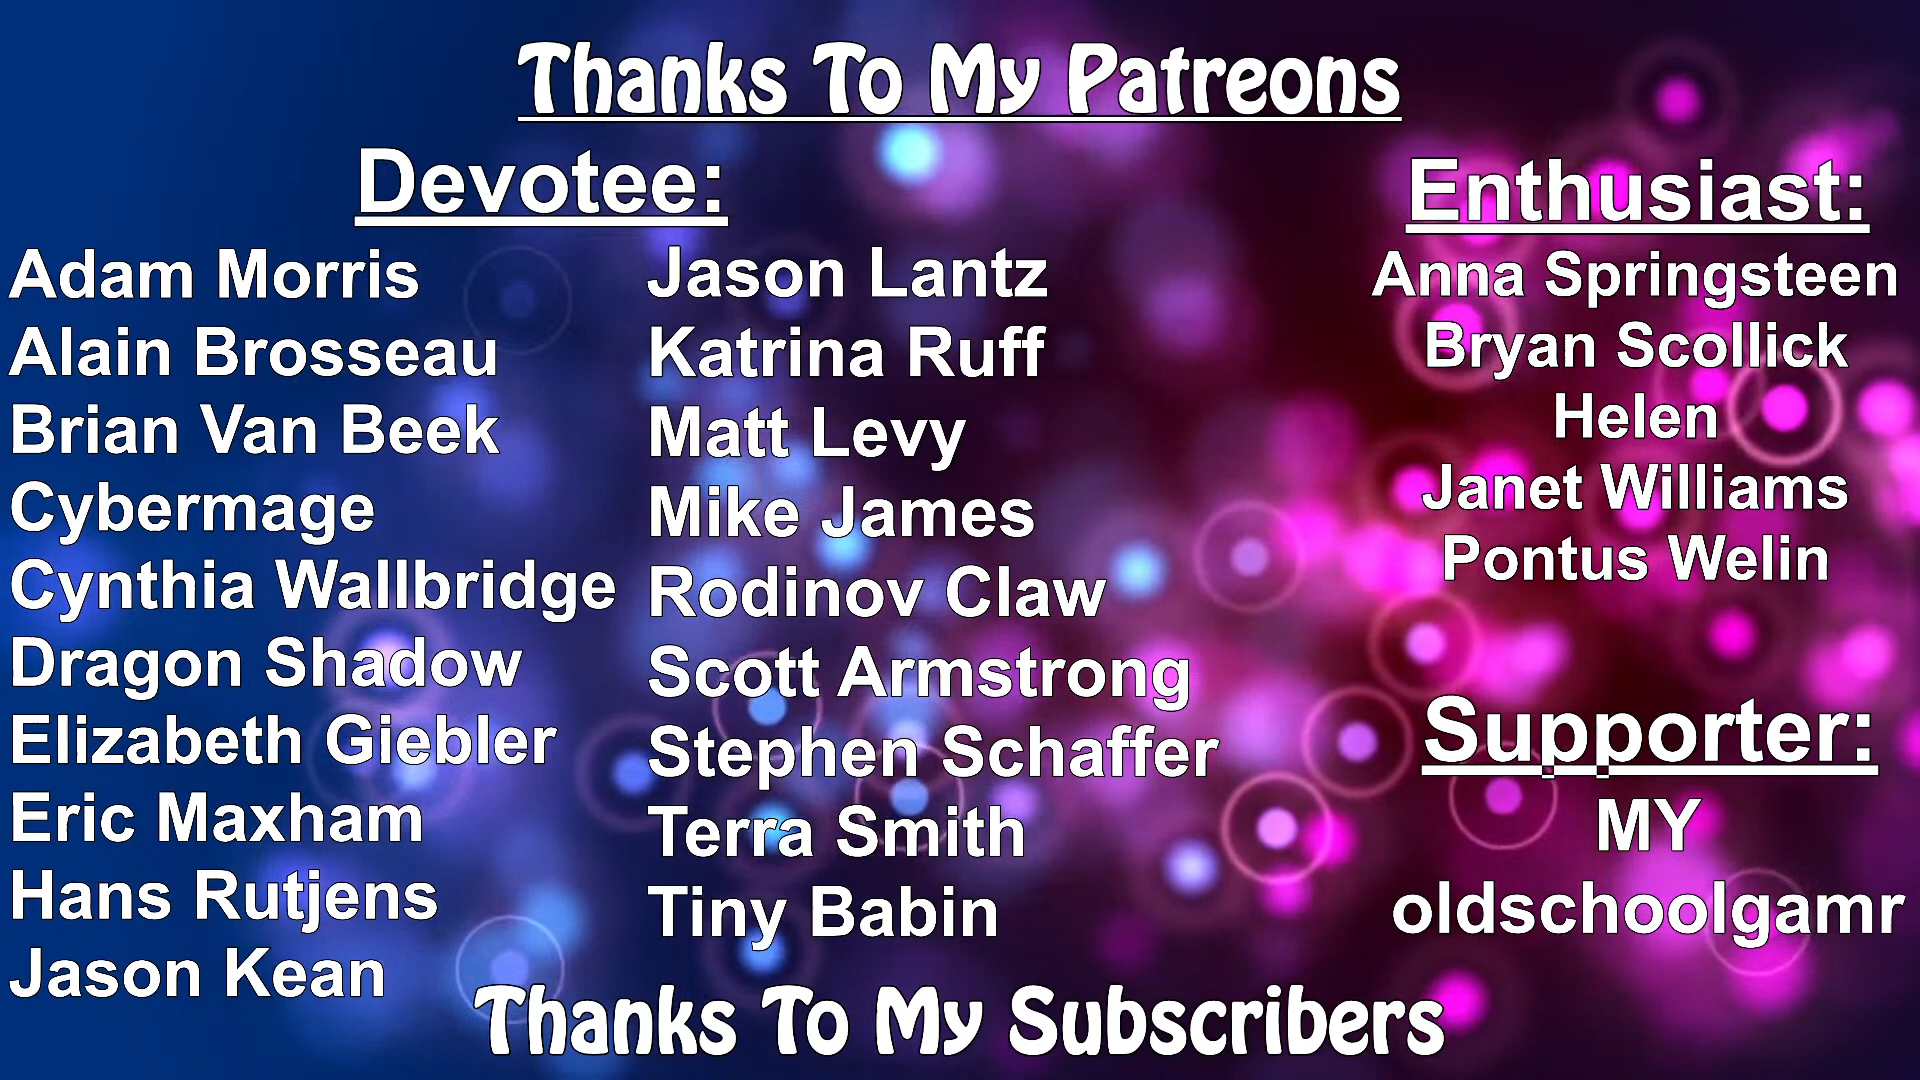 Thanks To My Patreons
Devotee:
Adam Morris
Alain Brosseau
Brian Van Beek
Cybermage
Cynthia Wallbridge
Dragon Shadow
Elizabeth Giebler
Eric Maxham
Hans Rutjens
Jason Kean
Jason Lantz
Katrina Ruff
Matt Levy
Mike James
Rodinov Claw
Scott Armstrong
Stephen Schaffer
Terra Smith
Tiny Babin
Enthusiast:
Anna Springsteen
Bryan Scollick
Helen
Janet Williams
Pontus Welin
Supporter:
MY
oldschoolgamr
Thanks To My Subscribers